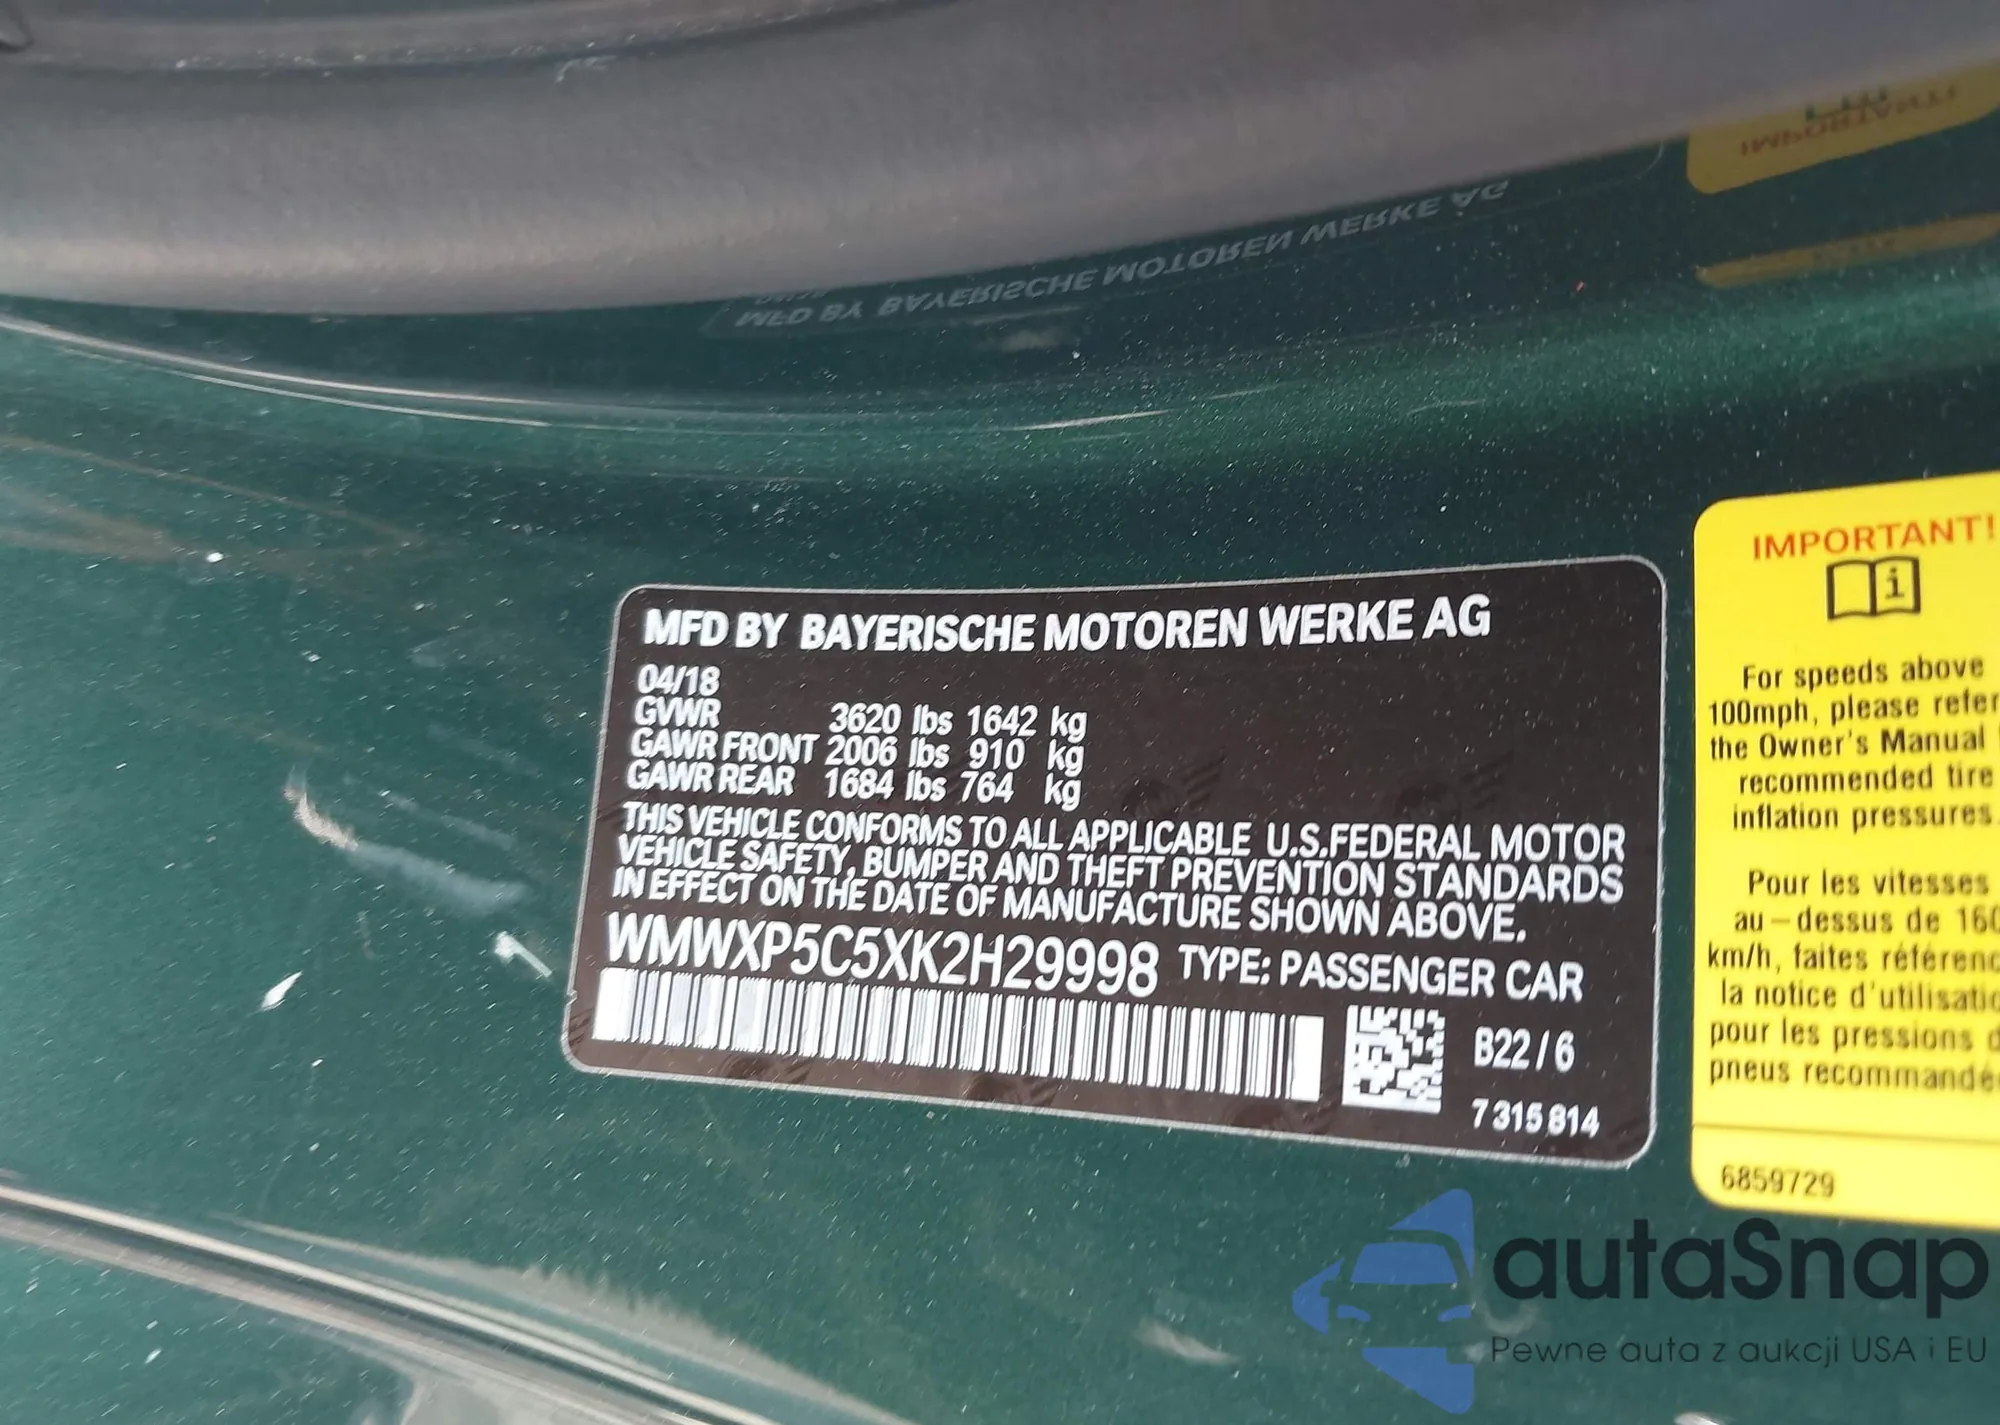 MFD BY BAYERISCHE MOTOREN WERKE AG
MFD BY BAYERISCHE MOTOREN WERKE AG
04/18
GVWR 3620 lbs 1642 kg
GAWR FRONT 2006 lbs 910 kg
GAWR REAR 1684 lbs 764 kg
THIS VEHICLE CONFORMS TO ALL APPLICABLE U.S.FEDERAL MOTOR
VEHICLE SAFETY, BUMPER AND THEFT PREVENTION STANDARDS
IN EFFECT ON THE DATE OF MANUFACTURE SHOWN ABOVE.
WMWXP5C5XK2H29998 TYPE: PASSENGER CAR
B22/6
7 315 814
IMPORTANT!
For speeds above
100mph, please refer
the Owner's Manual
recommended tire
inflation pressures.
Pour les vitesses
au-dessus de 160
km/h, faites référenc
la notice d'utilisatio
pour les pressions d
pneus recommandé
6859729
autaSnap
Pewne auta z aukcji USA i EU